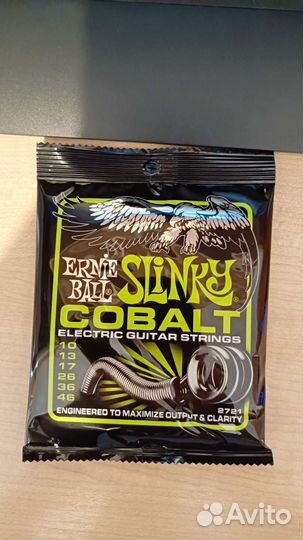 ERNIE
BALL
SLINKY
COBALT
ELECTRIC GUITAR STRINGS
10
13
17
26
36
46
2721
ENGINEERED TO MAXIMIZE OUTPUT & CLARITY
Avito